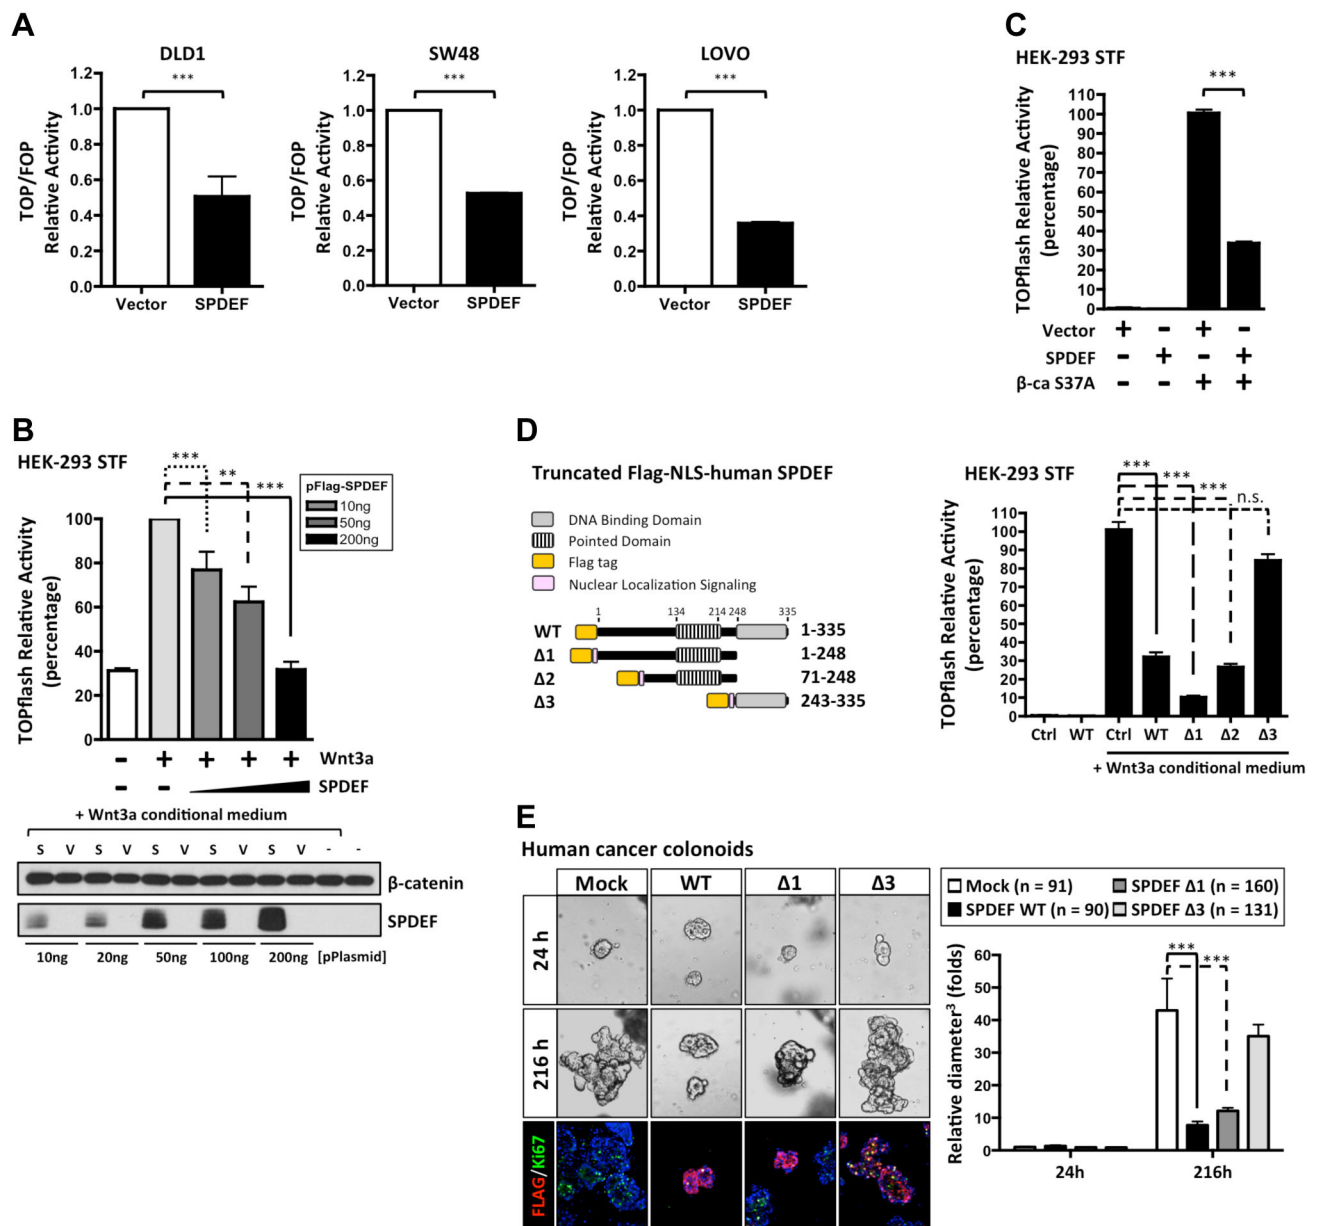 A
DLD1
***
TOP/FOP
Relative Activity
1.2
1.0
0.8
0.6
0.4
0.2
0.0
Vector SPDEF
SW48
***
TOP/FOP
Relative Activity
1.2
1.0
0.8
0.6
0.4
0.2
0.0
Vector SPDEF
LOVO
***
TOP/FOP
Relative Activity
1.2
1.0
0.8
0.6
0.4
0.2
0.0
Vector SPDEF
C
HEK-293 STF
***
TOPflash Relative Activity
(percentage)
110
100
90
80
70
60
50
40
30
20
10
0
Vector + - + -
SPDEF - + - +
β-ca S37A - - + +
B
HEK-293 STF
***
**
***
pFlag-SPDEF
10ng
50ng
200ng
TOPflash Relative Activity
(percentage)
100
80
60
40
20
0
- + + + + Wnt3a
- - SPDEF
+ Wnt3a conditional medium
S V S V S V S V S V - -
β-catenin
SPDEF
10ng 20ng 50ng 100ng 200ng [pPlasmid]
D
Truncated Flag-NLS-human SPDEF
DNA Binding Domain
Pointed Domain
Flag tag
Nuclear Localization Signaling
1 134 214 248 335
WT 1-335
Δ1 1-248
Δ2 71-248
Δ3 243-335
HEK-293 STF
***
***
***
n.s.
TOPflash Relative Activity
(percentage)
110
100
90
80
70
60
50
40
30
20
10
0
Ctrl WT Ctrl WT Δ1 Δ2 Δ3
+ Wnt3a conditional medium
E
Human cancer colonoids
Mock WT Δ1 Δ3
24 h
216 h
FLAG/Ki67
Mock (n = 91) SPDEF Δ1 (n = 160)
SPDEF WT (n = 90) SPDEF Δ3 (n = 131)
***
***
Relative diameter³ (folds)
60
50
40
30
20
10
0
24h 216h